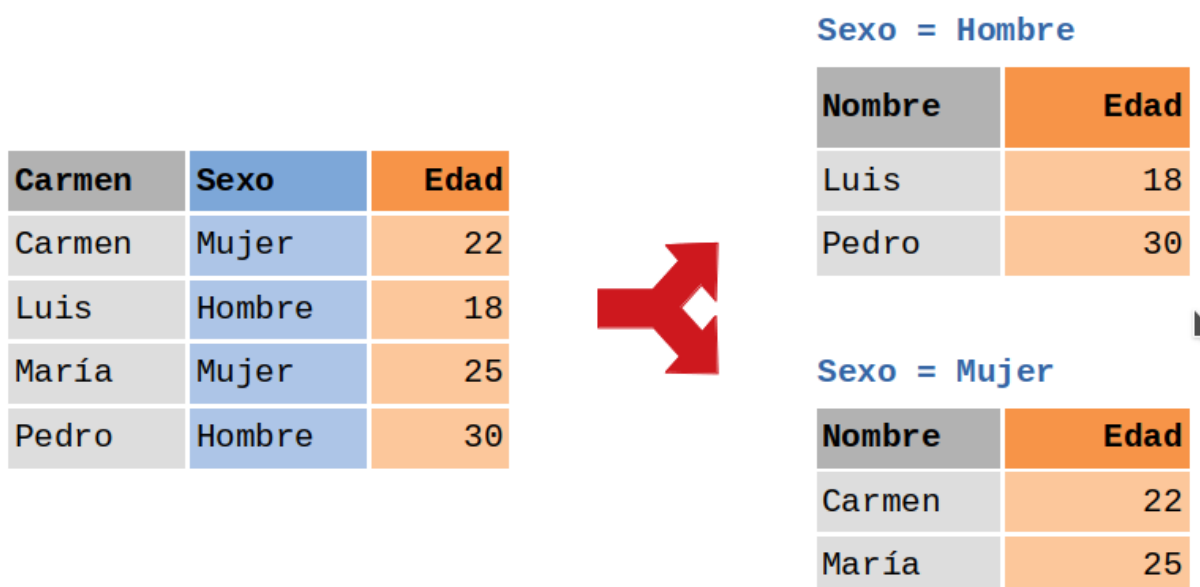 Carmen Sexo Edad
Carmen Mujer 22
Luis Hombre 18
María Mujer 25
Pedro Hombre 30
Sexo = Hombre
Nombre Edad
Luis 18
Pedro 30
Sexo = Mujer
Nombre Edad
Carmen 22
María 25